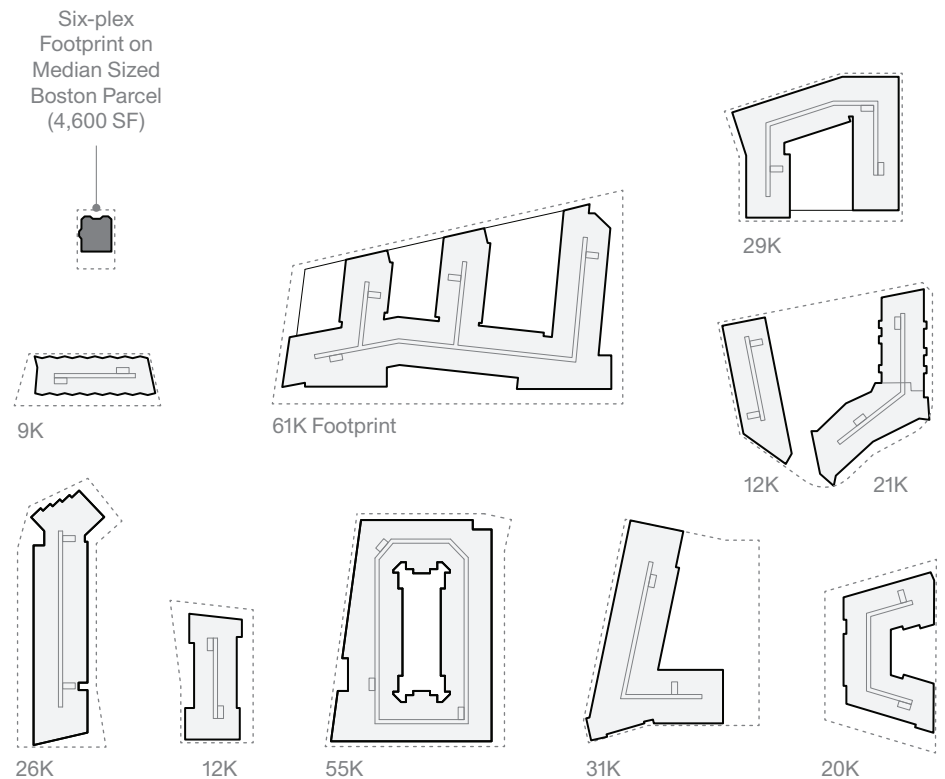 Six-plex
Footprint on
Median Sized
Boston Parcel
(4,600 SF)
29K
9K
61K Footprint
12K
21K
26K
12K
55K
31K
20K